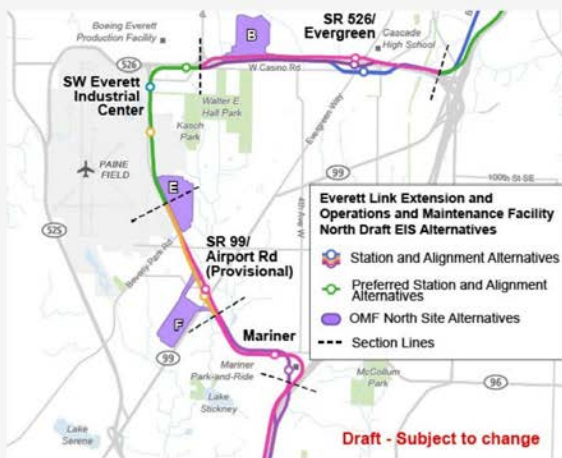 Boeing Everett
Production Facility
B
SR 526/
Evergreen
Cascade
High School
526
W Casino Rd
SW Everett
Industrial
Center
Walter E.
Hall Park
Kasch
Park
Evergreen Way
PAINE
FIELD
99
100th St SE
E
525
4th Ave W
Beverly Park Rd
SR 99/
Airport Rd
(Provisional)
F
99
Mariner
Mariner
Park-and-Ride
McCollum
Park
96
Lake
Stickney
Lake
Serene
Everett Link Extension and
Operations and Maintenance Facility
North Draft EIS Alternatives
Station and Alignment Alternatives
Preferred Station and Alignment
Alternatives
OMF North Site Alternatives
Section Lines
Draft - Subject to change